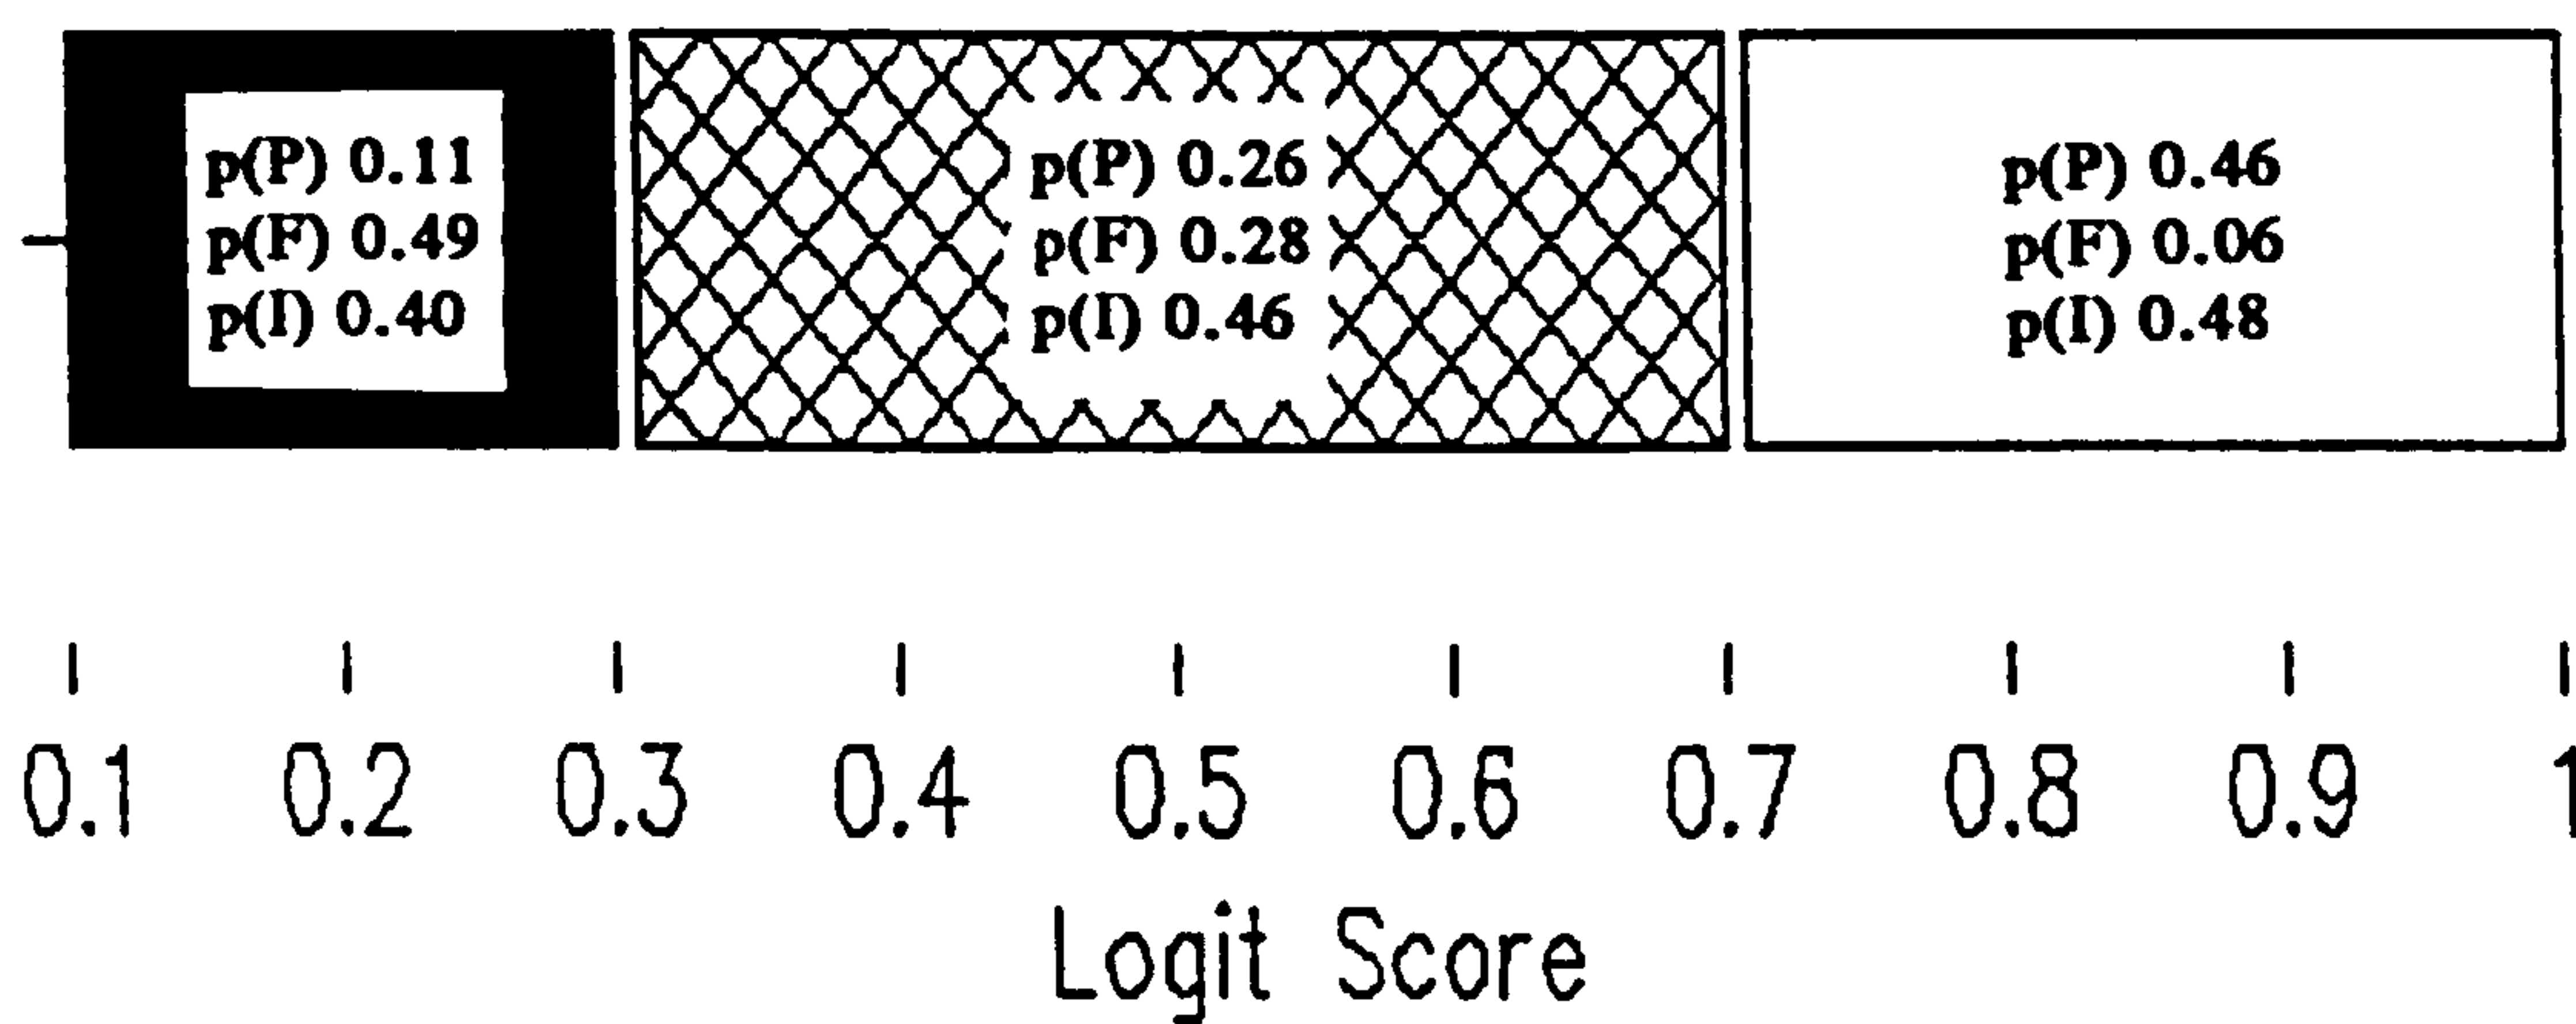 p(P) 0.11
p(F) 0.49
p(I) 0.40
p(P) 0.26
p(F) 0.28
p(I) 0.46
p(P) 0.46
p(F) 0.06
p(I) 0.48
0.1 0.2 0.3 0.4 0.5 0.6 0.7 0.8 0.9 1
Logit Score